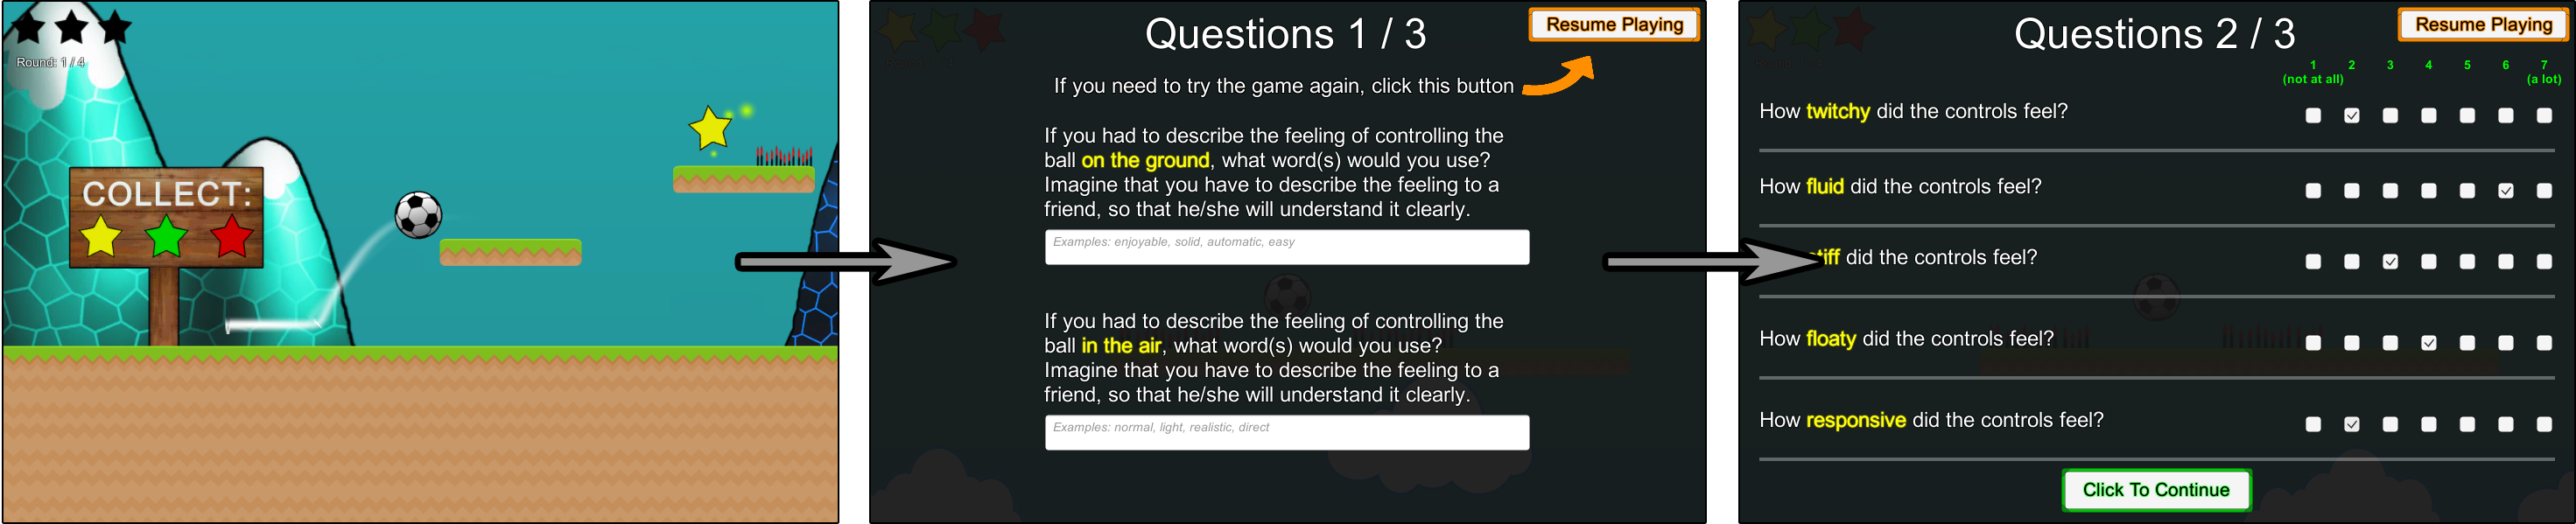 Round: 1 / 4
COLLECT:
Questions 1 / 3
Resume Playing
If you need to try the game again, click this button
If you had to describe the feeling of controlling the
ball on the ground, what word(s) would you use?
Imagine that you have to describe the feeling to a
friend, so that he/she will understand it clearly.
Examples: enjoyable, solid, automatic, easy
If you had to describe the feeling of controlling the
ball in the air, what word(s) would you use?
Imagine that you have to describe the feeling to a
friend, so that he/she will understand it clearly.
Examples: normal, light, realistic, direct
Questions 2 / 3
Resume Playing
1 2 3 4 5 6 7
(not at all) (a lot)
How twitchy did the controls feel?
How fluid did the controls feel?
stiff did the controls feel?
How floaty did the controls feel?
How responsive did the controls feel?
Click To Continue